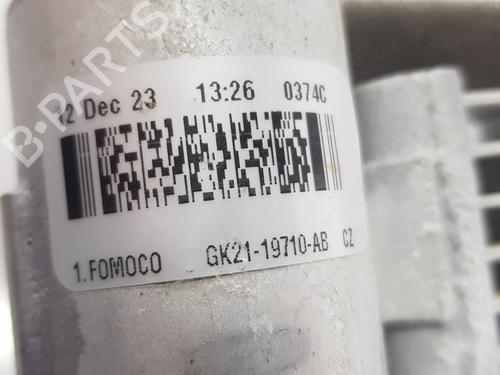 B-PARTS
12 Dec 23 13:26 0374C
1.FOMOCO GK21-19710-AB CZ